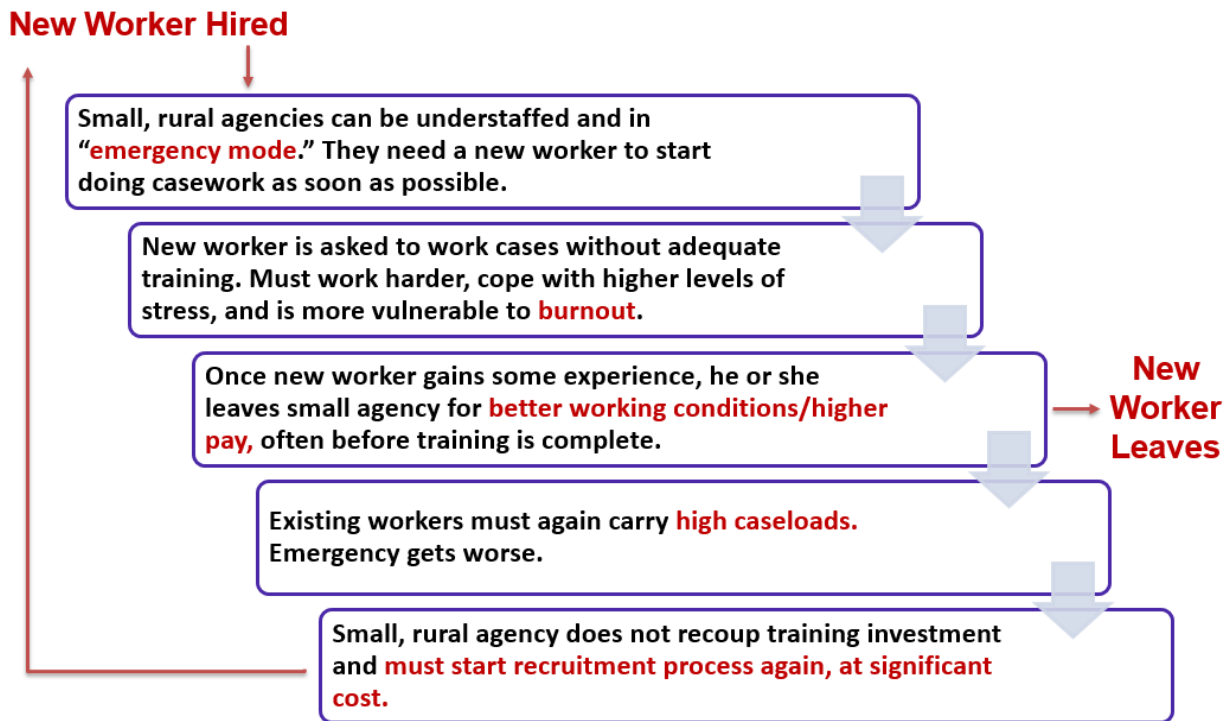 New Worker Hired
Small, rural agencies can be understaffed and in
“emergency mode.” They need a new worker to start
doing casework as soon as possible.
New worker is asked to work cases without adequate
training. Must work harder, cope with higher levels of
stress, and is more vulnerable to burnout.
Once new worker gains some experience, he or she
leaves small agency for better working conditions/higher
pay, often before training is complete.
New
Worker
Leaves
Existing workers must again carry high caseloads.
Emergency gets worse.
Small, rural agency does not recoup training investment
and must start recruitment process again, at significant
cost.